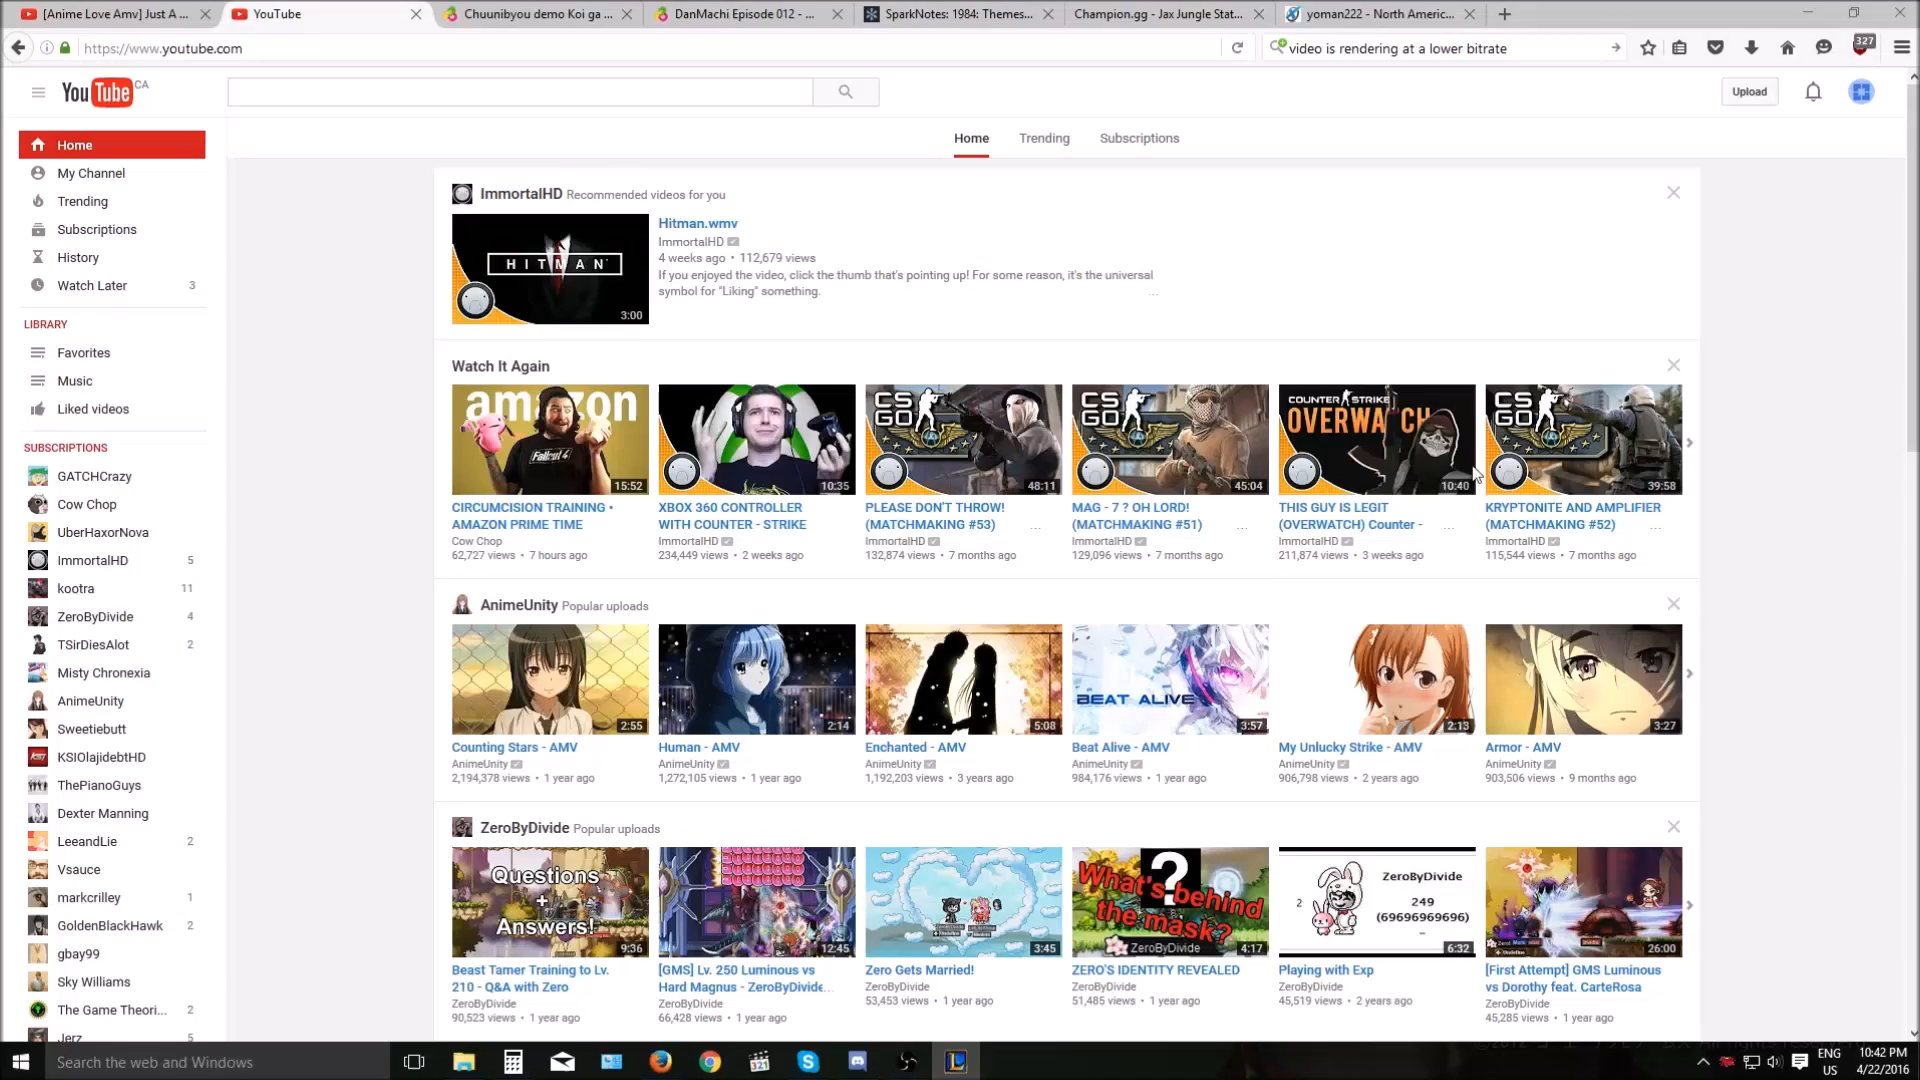 [Anime Love Amv] Just A ...
YouTube
Chuunibyou demo Koi ga ...
DanMachi Episode 012 - ...
SparkNotes: 1984: Themes...
Champion.gg - Jax Jungle Stat...
yoman222 - North Americ...
https://www.youtube.com
video is rendering at a lower bitrate
327
YouTube CA
Upload
Home
Trending
Subscriptions
Home
My Channel
Trending
Subscriptions
History
Watch Later 3
LIBRARY
Favorites
Music
Liked videos
SUBSCRIPTIONS
GATCHCrazy
Cow Chop
UberHaxorNova
ImmortalHD 5
kootra 11
ZeroByDivide 4
TSirDiesAlot 2
Misty Chronexia
AnimeUnity
Sweetiebutt
KSIOlajidebtHD
ThePianoGuys
Dexter Manning
LeeandLie 2
Vsauce
markcrilley 1
GoldenBlackHawk 2
gbay99
Sky Williams
The Game Theori... 2
Jerz 5
ImmortalHD Recommended videos for you
HITMAN
3:00
Hitman.wmv
ImmortalHD
4 weeks ago • 112,679 views
If you enjoyed the video, click the thumb that's pointing up! For some reason, it's the universal
symbol for "Liking" something.
...
Watch It Again
amazon
Fallout 4
15:52
CIRCUMCISION TRAINING •
AMAZON PRIME TIME
Cow Chop
62,727 views • 7 hours ago
10:35
XBOX 360 CONTROLLER
WITH COUNTER - STRIKE
ImmortalHD
234,449 views • 2 weeks ago
CS
GO
48:11
PLEASE DON'T THROW!
(MATCHMAKING #53) ...
ImmortalHD
132,874 views • 7 months ago
CS
GO
45:04
MAG - 7 ? OH LORD!
(MATCHMAKING #51) ...
ImmortalHD
129,096 views • 7 months ago
COUNTER STRIKE
OVERWATCH
10:40
THIS GUY IS LEGIT
(OVERWATCH) Counter - ...
ImmortalHD
211,874 views • 3 weeks ago
CS
GO
39:58
KRYPTONITE AND AMPLIFIER
(MATCHMAKING #52) ...
ImmortalHD
115,544 views • 7 months ago
AnimeUnity Popular uploads
2:55
Counting Stars - AMV
AnimeUnity
2,194,378 views • 1 year ago
2:14
Human - AMV
AnimeUnity
1,272,105 views • 1 year ago
5:08
Enchanted - AMV
AnimeUnity
1,192,203 views • 3 years ago
BEAT ALIVE
3:57
Beat Alive - AMV
AnimeUnity
984,176 views • 1 year ago
2:13
My Unlucky Strike - AMV
AnimeUnity
906,798 views • 2 years ago
3:27
Armor - AMV
AnimeUnity
903,506 views • 9 months ago
ZeroByDivide Popular uploads
Questions
+
Answers!
9:36
Beast Tamer Training to Lv.
210 - Q&A with Zero
ZeroByDivide
90,523 views • 1 year ago
12:45
[GMS] Lv. 250 Luminous vs
Hard Magnus - ZeroByDivide...
ZeroByDivide
66,428 views • 1 year ago
3:45
Zero Gets Married!
ZeroByDivide
53,453 views • 1 year ago
?
What's behind
the mask?
ZeroByDivide
4:17
ZERO'S IDENTITY REVEALED
ZeroByDivide
51,485 views • 1 year ago
ZeroByDivide
2
249
(69696969696)
6:32
Playing with Exp
ZeroByDivide
45,519 views • 2 years ago
26:00
[First Attempt] GMS Luminous
vs Dorothy feat. CarteRosa
ZeroByDivide
45,285 views • 1 year ago
Search the web and Windows
321
ENG
US
10:42 PM
4/22/2016